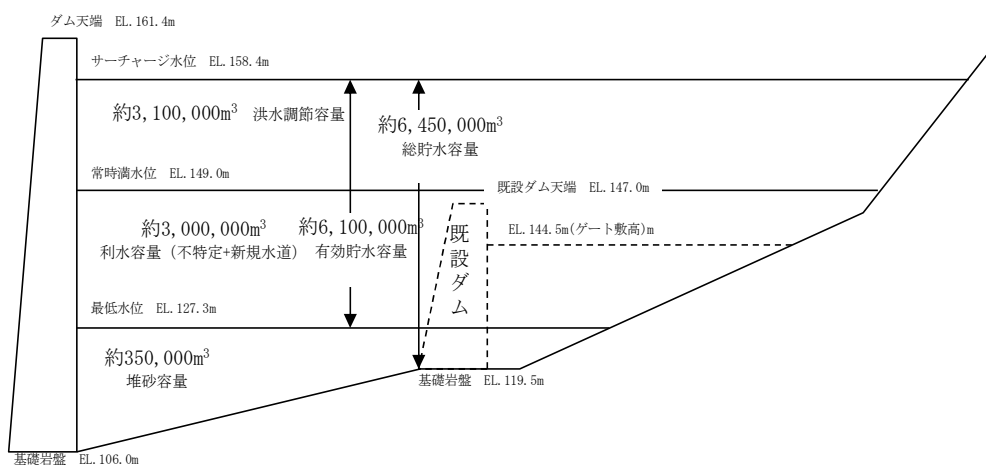 ダム天端 EL.161.4m
サーチャージ水位 EL.158.4m
約3,100,000m³ 洪水調節容量
約6,450,000m³
総貯水容量
常時満水位 EL.149.0m
既設ダム天端 EL.147.0m
約3,000,000m³
利水容量（不特定+新規水道）
約6,100,000m³
有効貯水容量
既設ダム
EL.144.5m(ゲート敷高)m
最低水位 EL.127.3m
約350,000m³
堆砂容量
基礎岩盤 EL.119.5m
基礎岩盤 EL.106.0m